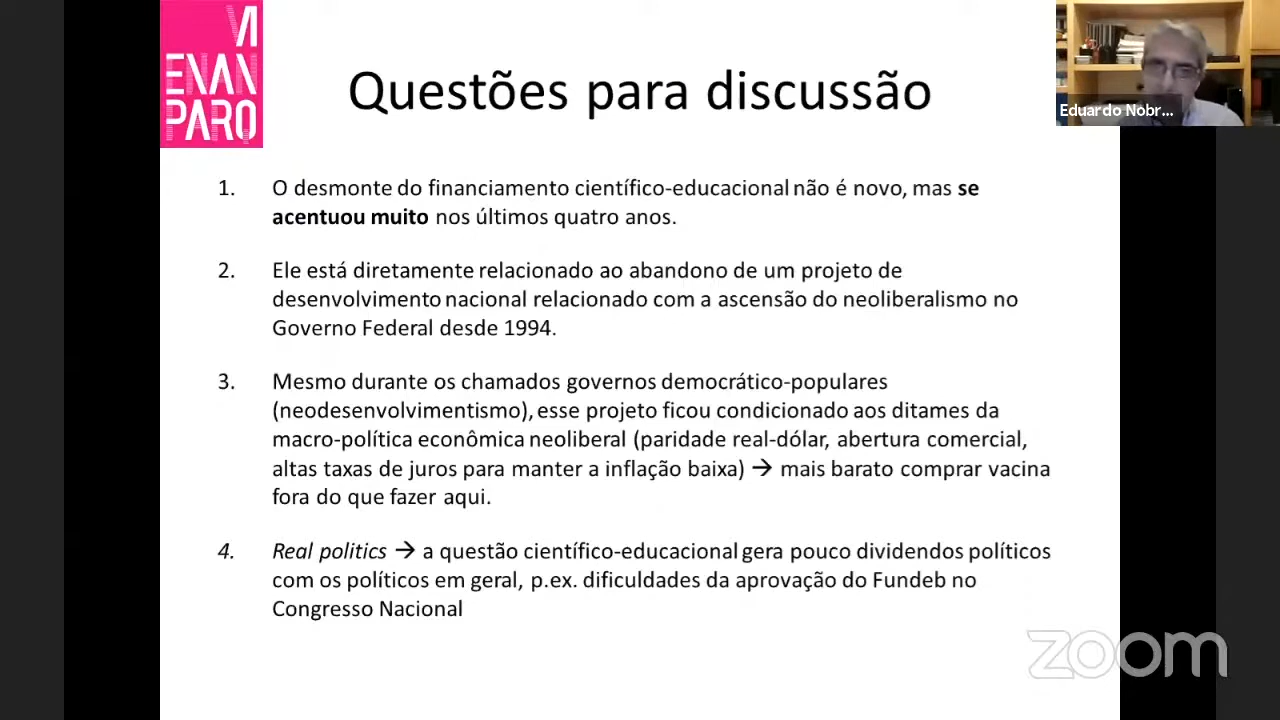 VI
ENAN
PARQ
Questões para discussão
Eduardo Nobr...
1. O desmonte do financiamento científico-educacional não é novo, mas se
acentuou muito nos últimos quatro anos.
2. Ele está diretamente relacionado ao abandono de um projeto de
desenvolvimento nacional relacionado com a ascensão do neoliberalismo no
Governo Federal desde 1994.
3. Mesmo durante os chamados governos democrático-populares
(neodesenvolvimentismo), esse projeto ficou condicionado aos ditames da
macro-política econômica neoliberal (paridade real-dólar, abertura comercial,
altas taxas de juros para manter a inflação baixa) → mais barato comprar vacina
fora do que fazer aqui.
4. Real politics → a questão científico-educacional gera pouco dividendos políticos
com os políticos em geral, p.ex. dificuldades da aprovação do Fundeb no
Congresso Nacional
zoom